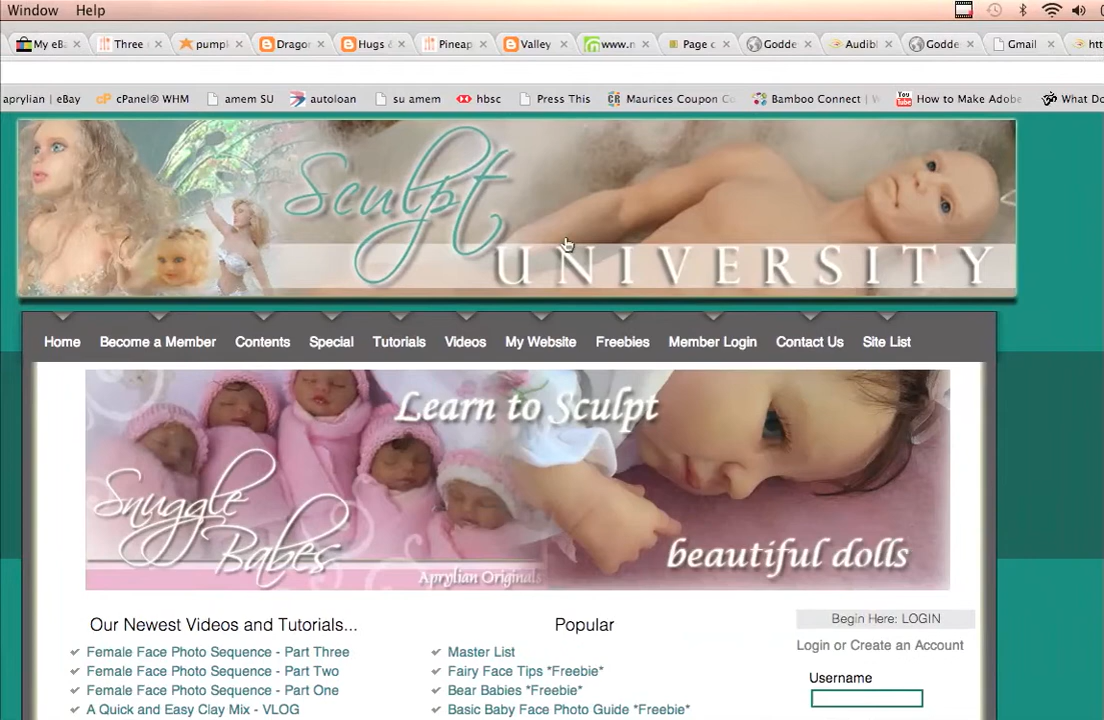 Window Help
My eBa Three pumpl Dragon Hugs & Pineap Valley www.n Page c Godde Audibl Godde Gmail htt
aprylian | eBay cPanel® WHM amem SU autoloan su amem hsbc Press This Maurices Coupon Co Bamboo Connect | W How to Make Adobe What Do
Sculpt
UNIVERSITY
Home Become a Member Contents Special Tutorials Videos My Website Freebies Member Login Contact Us Site List
Learn to Sculpt
Snuggle
Babes
beautiful dolls
Aprylian Originals
Our Newest Videos and Tutorials...
Female Face Photo Sequence - Part Three
Female Face Photo Sequence - Part Two
Female Face Photo Sequence - Part One
A Quick and Easy Clay Mix - VLOG
Popular
Master List
Fairy Face Tips *Freebie*
Bear Babies *Freebie*
Basic Baby Face Photo Guide *Freebie*
Begin Here: LOGIN
Login or Create an Account
Username